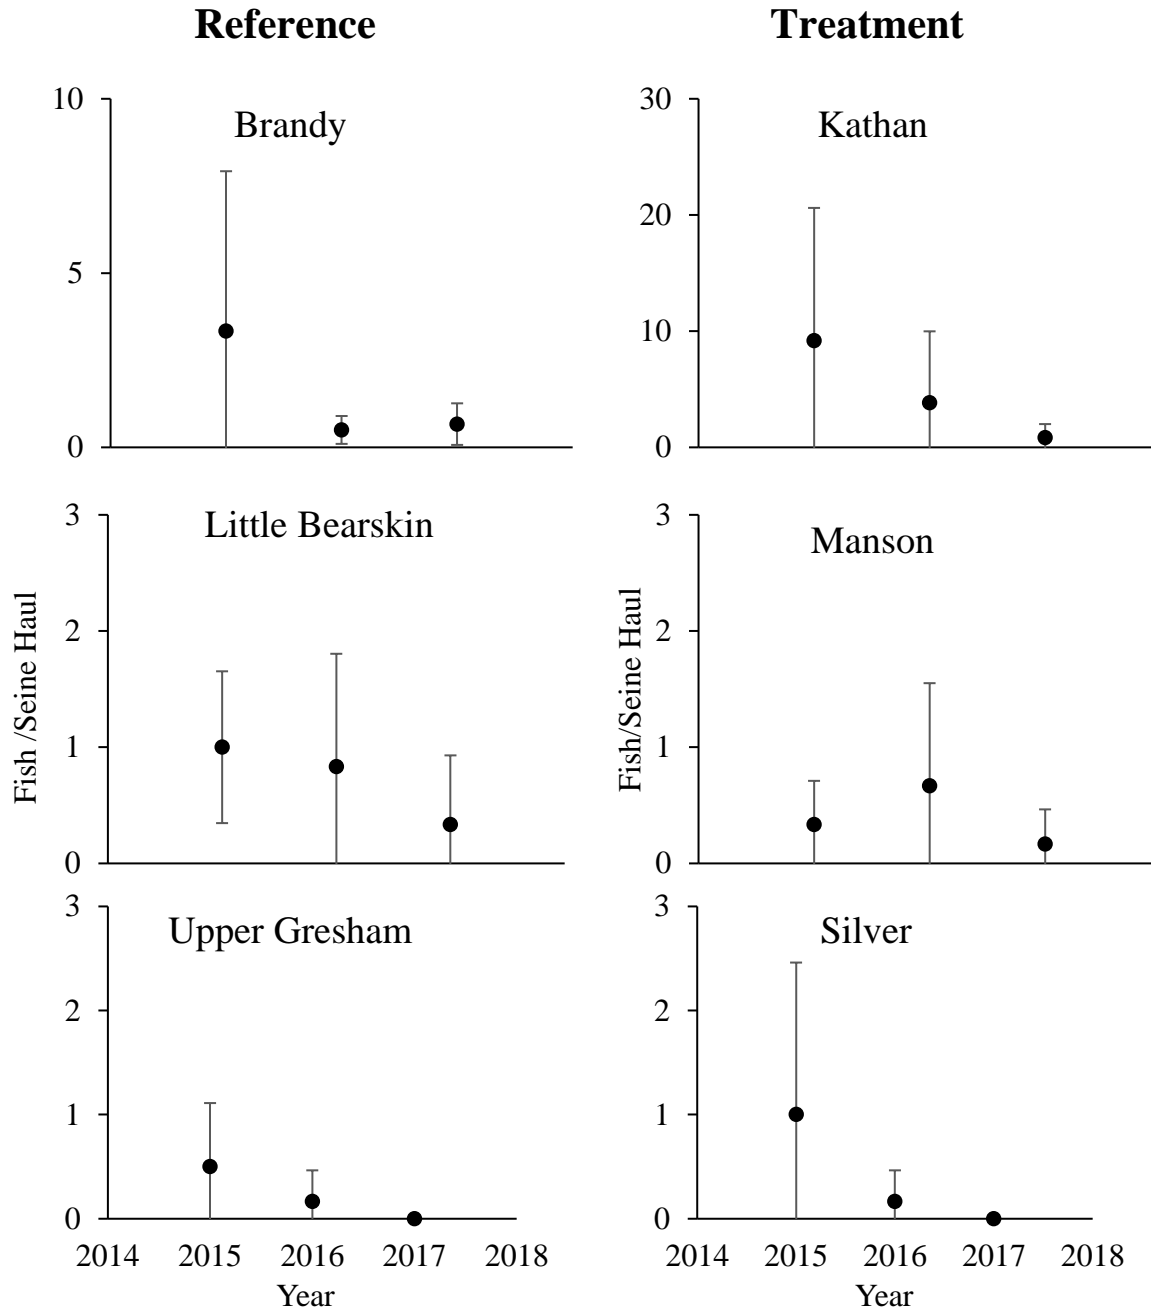 Reference
Treatment
Brandy
10
5
0
Kathan
30
20
10
0
Little Bearskin
3
2
1
0
Fish /Seine Haul
Manson
3
2
1
0
Fish/Seine Haul
Upper Gresham
3
2
1
0
2014 2015 2016 2017 2018
Year
Silver
3
2
1
0
2014 2015 2016 2017 2018
Year